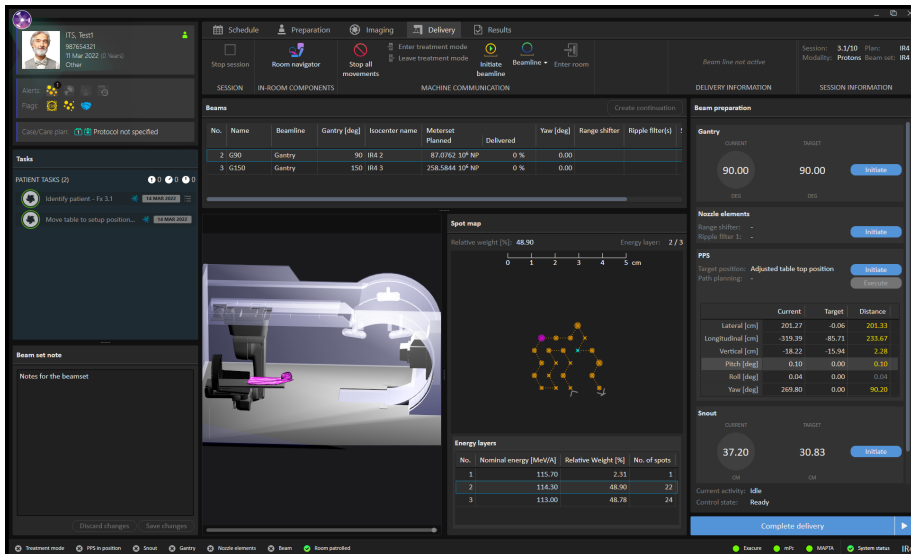 Schedule Preparation Imaging Delivery Results
ITS, Test1
987654321
11 Mar 2022 (0 Years)
Other
Alerts: 1
Flags:
Case/Care plan: Protocol not specified
Stop session
Room navigator
Stop all movements
Enter treatment mode
Leave treatment mode
Initiate beamline
Beamline
Enter room
SESSION
IN-ROOM COMPONENTS
MACHINE COMMUNICATION
Beam line not active
DELIVERY INFORMATION
Session: 3.1/10 Plan: IR4
Modality: Protons Beam set: IR4
SESSION INFORMATION
Tasks
PATIENT TASKS (2) 0 0 0
Identify patient - Fx 3.1 14 MAR 2022
Move table to setup position... 14 MAR 2022
Beam set note
Notes for the beamset
Discard changes Save changes
Beams
Create continuation
No. Name Beamline Gantry [deg] Isocenter name Meterset Planned Delivered Yaw [deg] Range shifter Ripple filter(s)
2 G90 Gantry 90 IR4 2 87.0762 10⁶ NP 0 % 0.00
3 G150 Gantry 150 IR4 3 258.5844 10⁶ NP 0 % 0.00
Spot map
Relative weight [%]: 48.90 Energy layer: 2 / 3
0 1 2 3 4 5 cm
Energy layers
No. Nominal energy [MeV/A] Relative Weight [%] No. of spots
1 115.70 2.31 1
2 114.30 48.90 22
3 113.00 48.78 24
Beam preparation
Gantry
CURRENT TARGET
90.00 90.00 Initiate
DEG DEG
Nozzle elements
Range shifter: -
Ripple filter 1: -
Initiate
PPS
Target position: Adjusted table top position Initiate
Path planning: - Execute
Current Target Distance
Lateral [cm] 201.27 -0.06 201.33
Longitudinal [cm] -319.39 -85.71 233.67
Vertical [cm] -18.22 -15.94 2.28
Pitch [deg] 0.10 0.00 0.10
Roll [deg] 0.04 0.00 0.04
Yaw [deg] 269.80 0.00 90.20
Snout
CURRENT TARGET
37.20 30.83 Initiate
CM CM
Current activity: Idle
Control state: Ready
Complete delivery
Treatment mode PPS in position Snout Gantry Nozzle elements Beam Room patrolled
Exacure mPc MAPTA System status IR